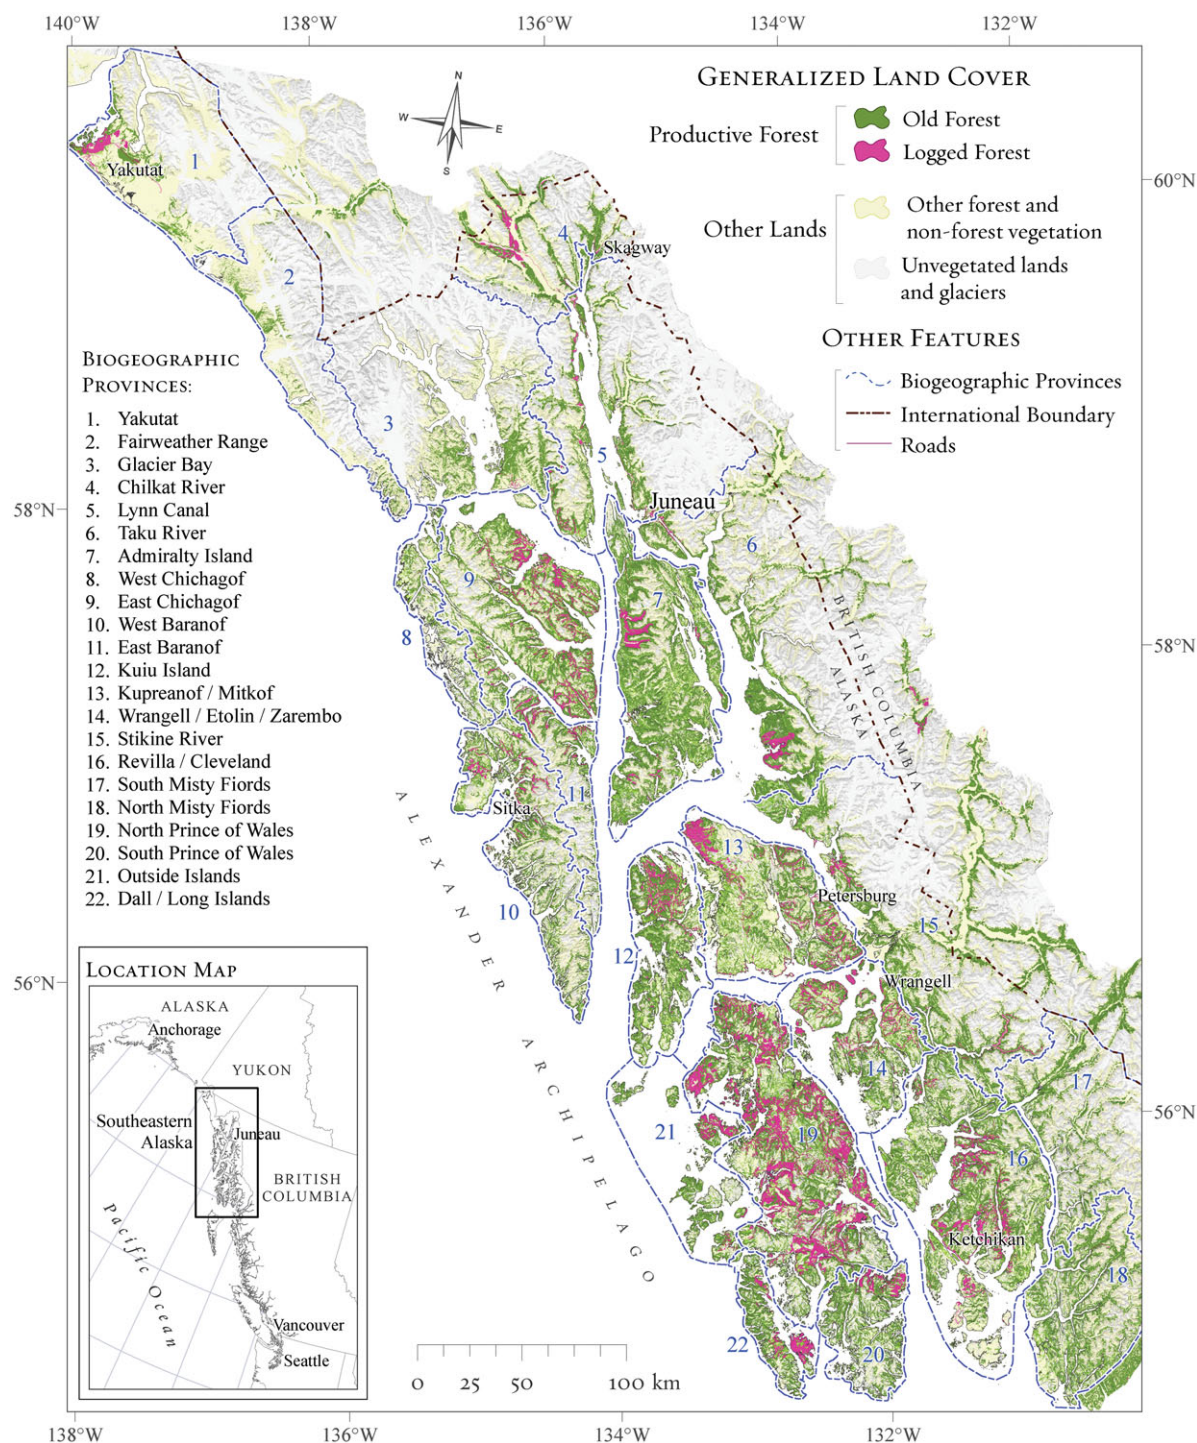 140°W 138°W 136°W 134°W 132°W
GENERALIZED LAND COVER
Productive Forest
Old Forest
Logged Forest
Other Lands
Other forest and
non-forest vegetation
Unvegetated lands
and glaciers
OTHER FEATURES
Biogeographic Provinces
International Boundary
Roads
N
W
E
S
60°N
58°N
58°N
56°N
56°N
BIOGEOGRAPHIC
PROVINCES:
1. Yakutat
2. Fairweather Range
3. Glacier Bay
4. Chilkat River
5. Lynn Canal
6. Taku River
7. Admiralty Island
8. West Chichagof
9. East Chichagof
10. West Baranof
11. East Baranof
12. Kuiu Island
13. Kupreanof / Mitkof
14. Wrangell / Etolin / Zarembo
15. Stikine River
16. Revilla / Cleveland
17. South Misty Fiords
18. North Misty Fiords
19. North Prince of Wales
20. South Prince of Wales
21. Outside Islands
22. Dall / Long Islands
1
Yakutat
2
4
Skagway
3
5
Juneau
6
9
7
8
BRITISH COLUMBIA
ALASKA
11
Sitka
10
13
Petersburg
15
12
Wrangell
14
17
21
19
16
Ketchikan
18
22
20
ALEXANDER ARCHIPELAGO
LOCATION MAP
ALASKA
Anchorage
YUKON
Southeastern
Alaska
Juneau
BRITISH
COLUMBIA
Pacific Ocean
Vancouver
Seattle
0 25 50 100 km
138°W 136°W 134°W 132°W